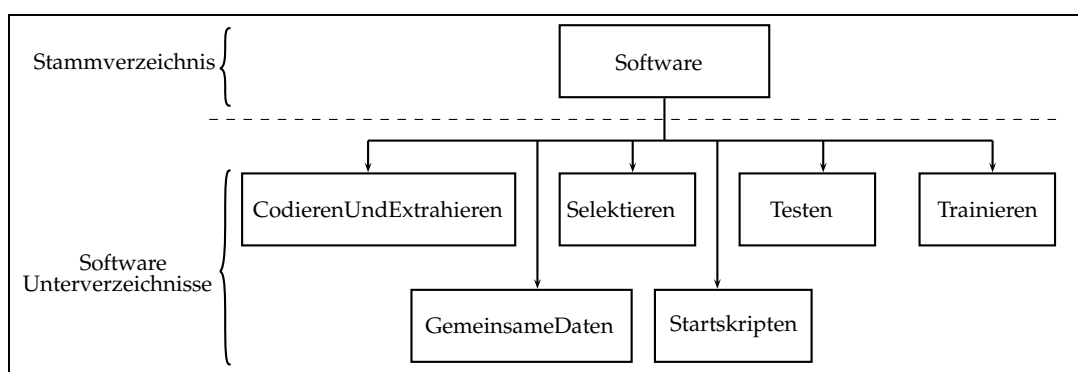 Stammverzeichnis
Software
CodierenUndExtrahieren
Selektieren
Testen
Trainieren
Software
Unterverzeichnisse
GemeinsameDaten
Startskripten